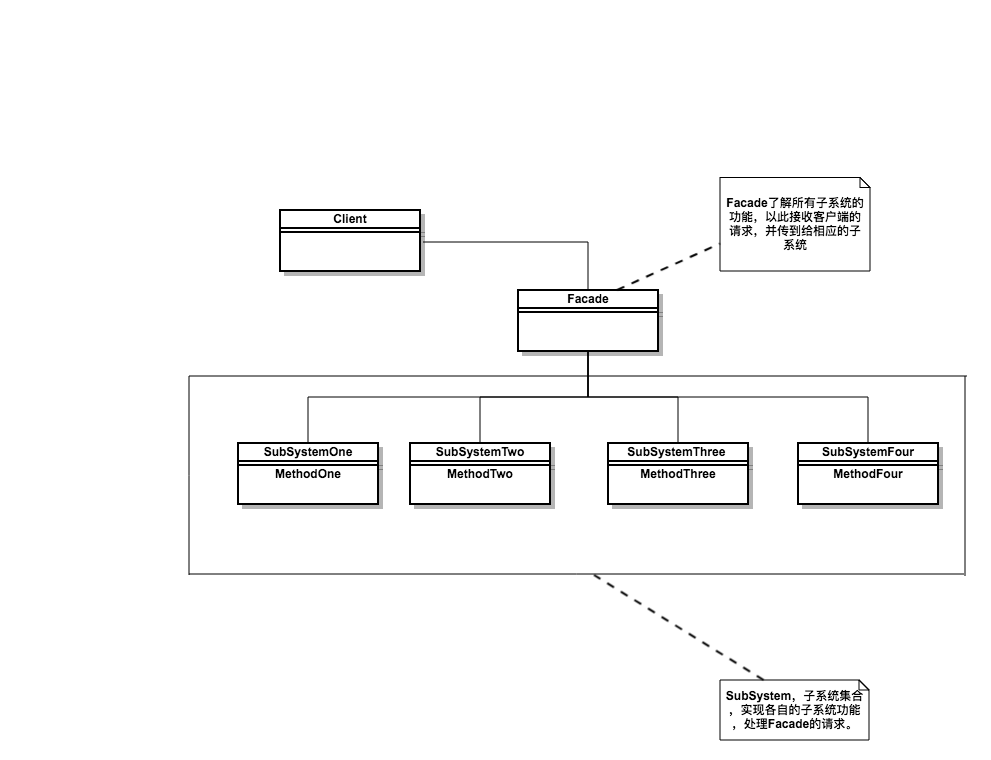 Facade了解所有子系统的
功能，以此接收客户端的
请求，并传到给相应的子
系统
Client
Facade
SubSystemOne
MethodOne
SubSystemTwo
MethodTwo
SubSystemThree
MethodThree
SubSystemFour
MethodFour
SubSystem，子系统集合
，实现各自的子系统功能
，处理Facade的请求。